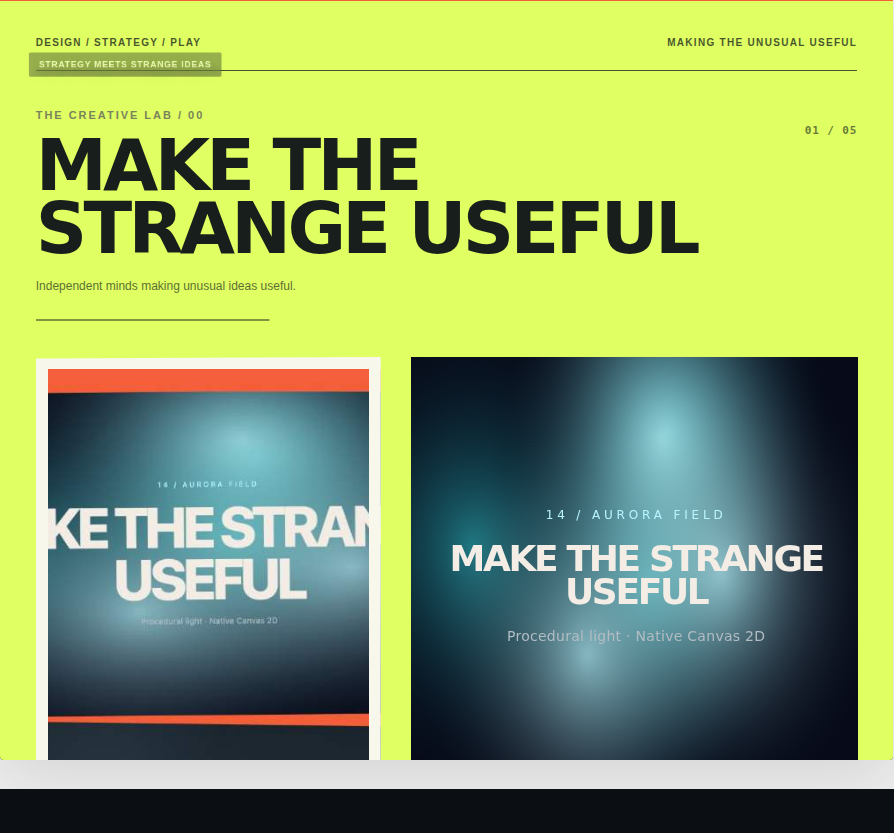 DESIGN / STRATEGY / PLAY
MAKING THE UNUSUAL USEFUL
STRATEGY MEETS STRANGE IDEAS
THE CREATIVE LAB / 00
01 / 05
MAKE THE
STRANGE USEFUL
Independent minds making unusual ideas useful.
14 / AURORA FIELD
KE THE STRAN
USEFUL
Procedural light · Native Canvas 2D
14 / AURORA FIELD
MAKE THE STRANGE
USEFUL
Procedural light · Native Canvas 2D